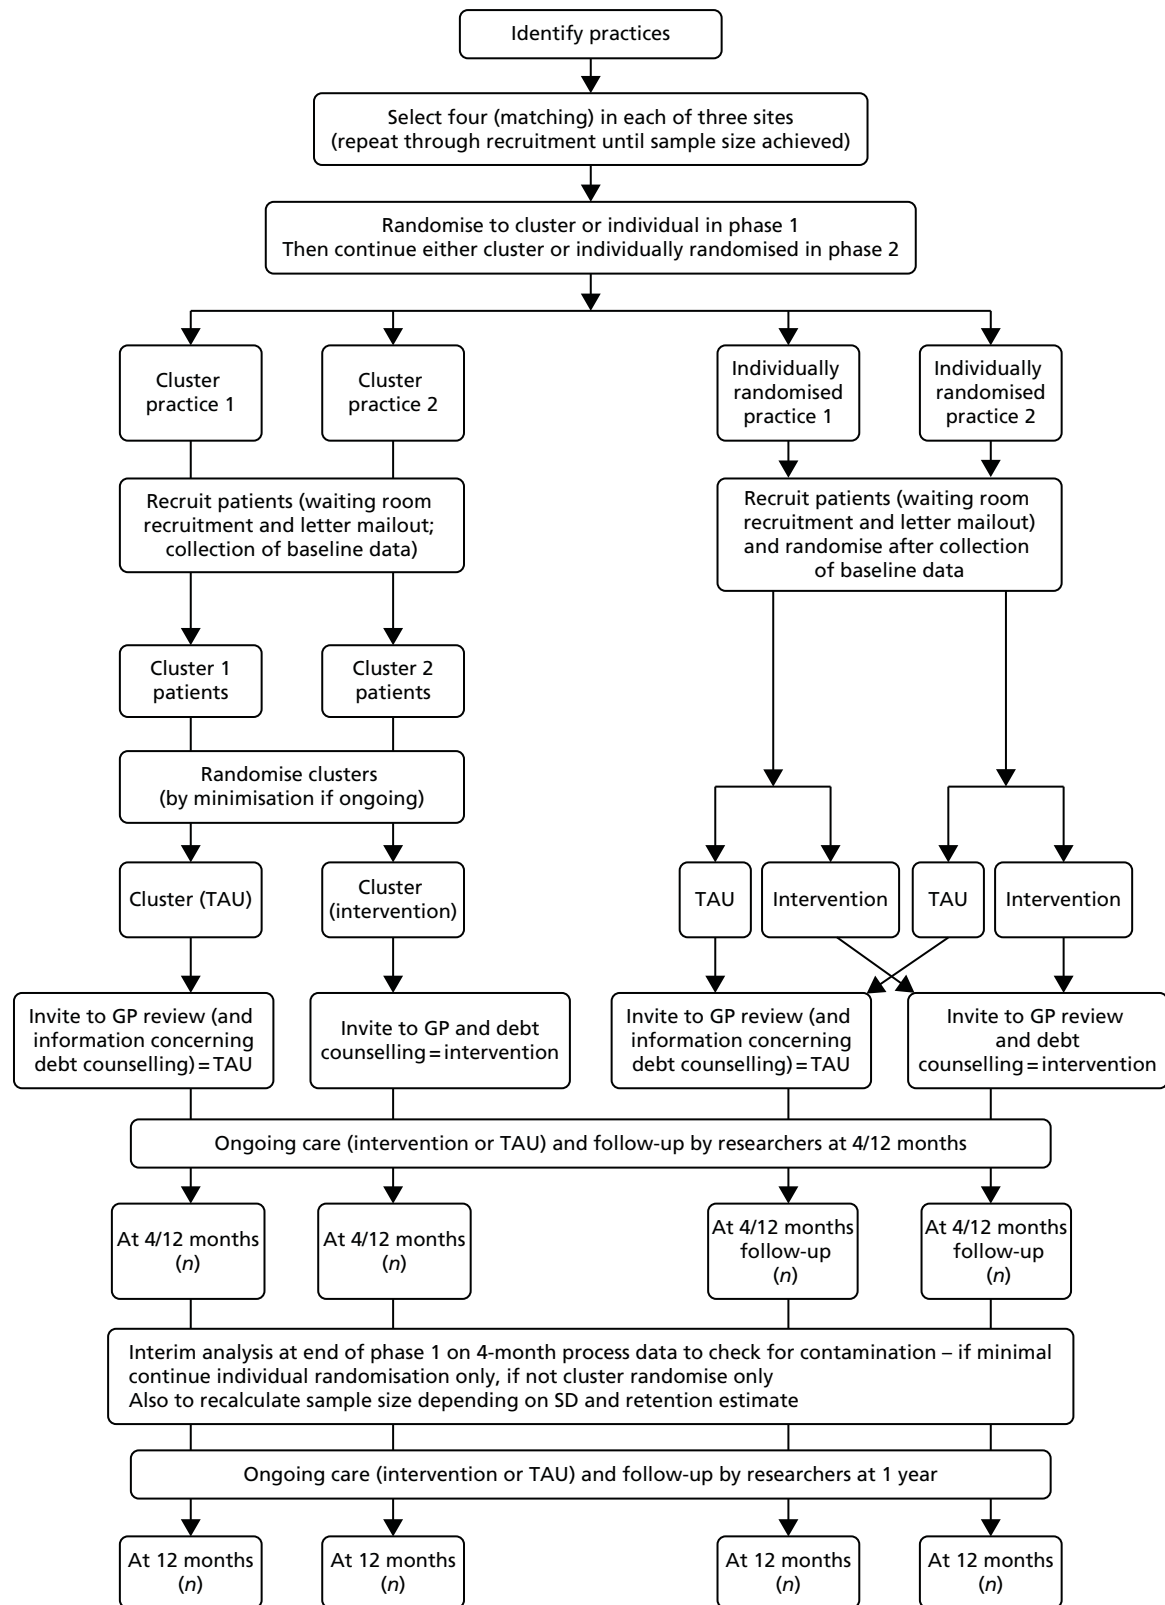 Identify practices
Select four (matching) in each of three sites
(repeat through recruitment until sample size achieved)
Randomise to cluster or individual in phase 1
Then continue either cluster or individually randomised in phase 2
Cluster
practice 1
Cluster
practice 2
Individually
randomised
practice 1
Individually
randomised
practice 2
Recruit patients (waiting room
recruitment and letter mailout;
collection of baseline data)
Recruit patients (waiting room
recruitment and letter mailout)
and randomise after collection
of baseline data
Cluster 1
patients
Cluster 2
patients
Randomise clusters
(by minimisation if ongoing)
Cluster (TAU)
Cluster
(intervention)
TAU
Intervention
TAU
Intervention
Invite to GP review (and
information concerning
debt counselling) = TAU
Invite to GP and debt
counselling = intervention
Invite to GP review (and
information concerning
debt counselling) = TAU
Invite to GP review
and debt
counselling = intervention
Ongoing care (intervention or TAU) and follow-up by researchers at 4/12 months
At 4/12 months
(n)
At 4/12 months
(n)
At 4/12 months
follow-up
(n)
At 4/12 months
follow-up
(n)
Interim analysis at end of phase 1 on 4-month process data to check for contamination – if minimal
continue individual randomisation only, if not cluster randomise only
Also to recalculate sample size depending on SD and retention estimate
Ongoing care (intervention or TAU) and follow-up by researchers at 1 year
At 12 months
(n)
At 12 months
(n)
At 12 months
(n)
At 12 months
(n)